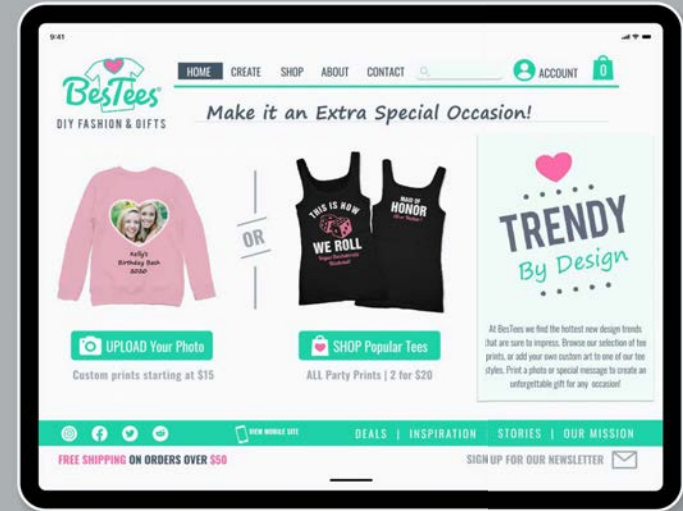 9:41
BesTees®
DIY FASHION & GIFTS
HOME CREATE SHOP ABOUT CONTACT ACCOUNT 0
Make it an Extra Special Occasion!
Kelly's
Birthday Bash
2020
OR
THIS IS HOW
WE ROLL
Vegas Bachelorette
Weekend!
MAID OF
HONOR
TRENDY
By Design
UPLOAD Your Photo
Custom prints starting at $15
SHOP Popular Tees
ALL Party Prints | 2 for $20
At BesTees we find the hottest new design trends
that are sure to impress. Browse our selection of tee
prints, or add your own custom art to one of our tee
styles. Print a photo or special message to create an
unforgettable gift for any occasion!
VIEW MOBILE SITE
DEALS | INSPIRATION | STORIES | OUR MISSION
FREE SHIPPING ON ORDERS OVER $50
SIGN UP FOR OUR NEWSLETTER